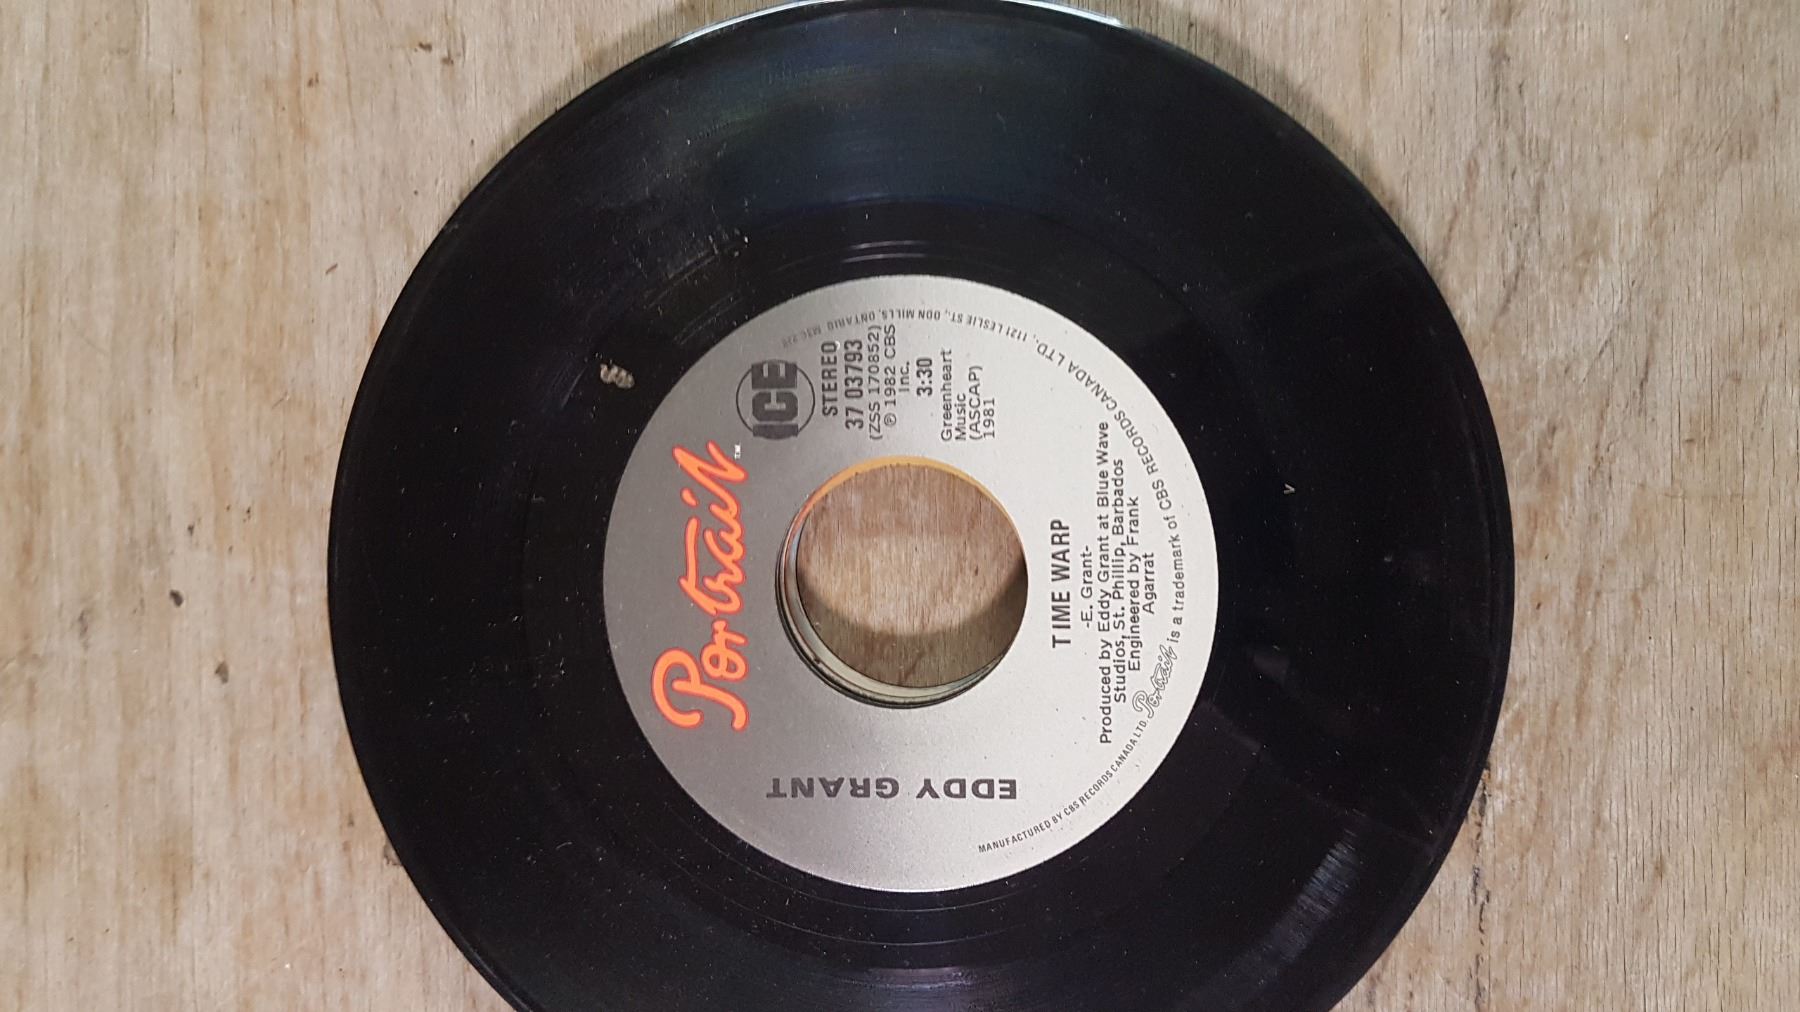 Portrait
TM
ICE
STEREO
37 03793
(ZSS 170852)
℗ 1982 CBS
Inc.
3:30
Greenheart
Music
(ASCAP)
1981
EDDY GRANT
TIME WARP
-E. Grant-
Produced by Eddy Grant at Blue Wave
Studios, St. Phillip, Barbados
Engineered by Frank
Agarrat
MANUFACTURED BY CBS RECORDS CANADA LTD. Portrait is a trademark of CBS RECORDS CANADA LTD., 1121 LESLIE ST., DON MILLS, ONTARIO